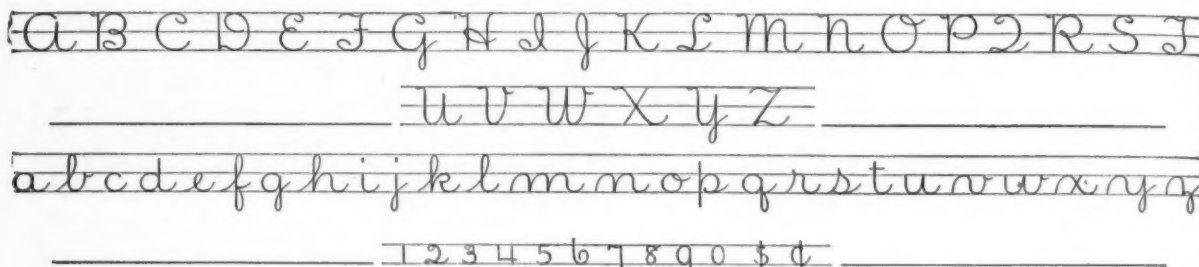 A B C D E F G H I J K L M N O P Q R S T
U V W X Y Z
a b c d e f g h i j k l m n o p q r s t u v w x y z
1 2 3 4 5 6 7 8 9 0 $ ¢